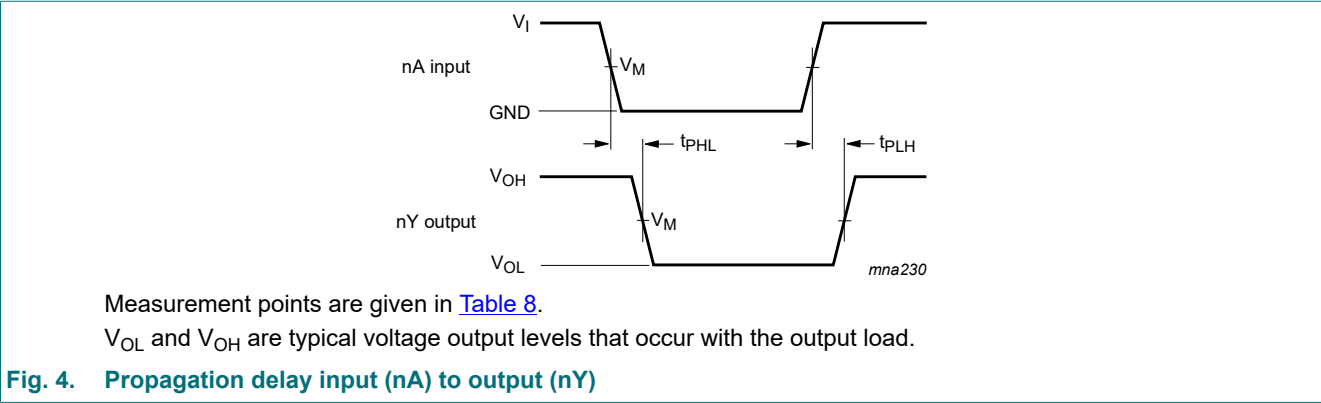 VI
nA input
VM
GND
tPHL
tPLH
VOH
nY output
VM
VOL
mna230
Measurement points are given in Table 8.
VOL and VOH are typical voltage output levels that occur with the output load.
Fig. 4. Propagation delay input (nA) to output (nY)